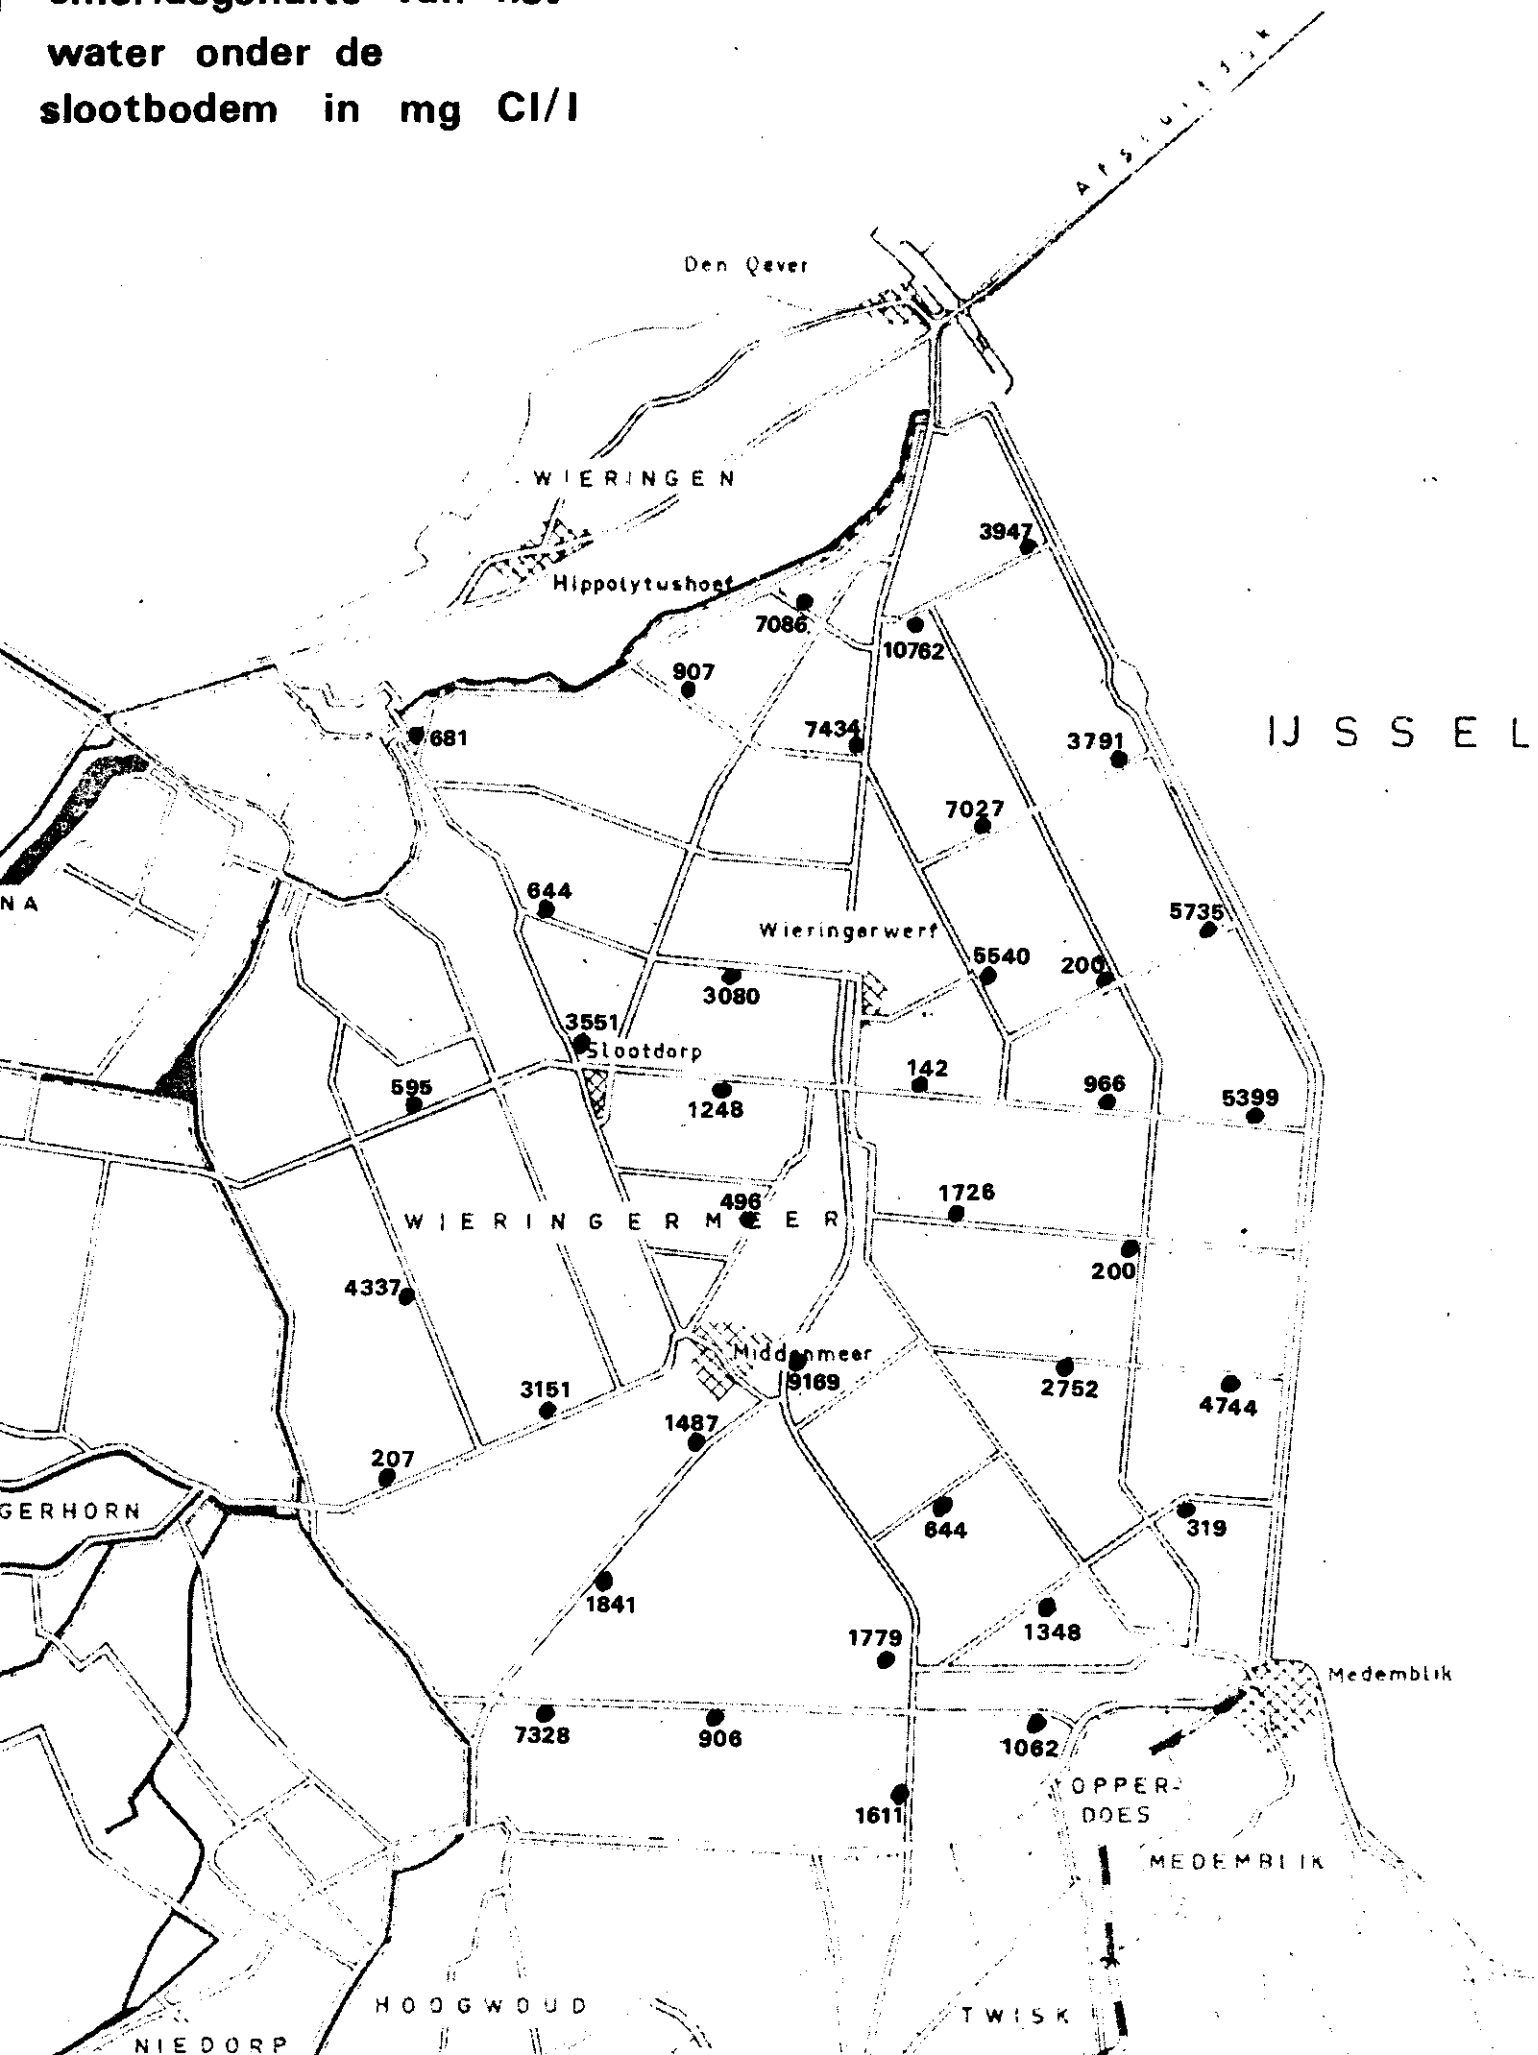 water onder de
slootbodem in mg Cl/l
Afsluitdijk
Den Oever
WIERINGEN
3947
Hippolytushoef
7086
10762
907
7434
681
3791
IJSSEL
7027
644
NA
5735
Wieringerwerf
5540
200
3080
3551
Slootdorp
142
595
966
1248
5399
496
1726
WIERINGERMEER
200
4337
Middenmeer
9169
2752
3151
4744
1487
207
GERHORN
644
319
1841
1348
1779
Medemblik
7328
906
1062
OPPER-
DOES
1611
MEDEMBLIK
HOOGWOUD
TWISK
NIEDORP